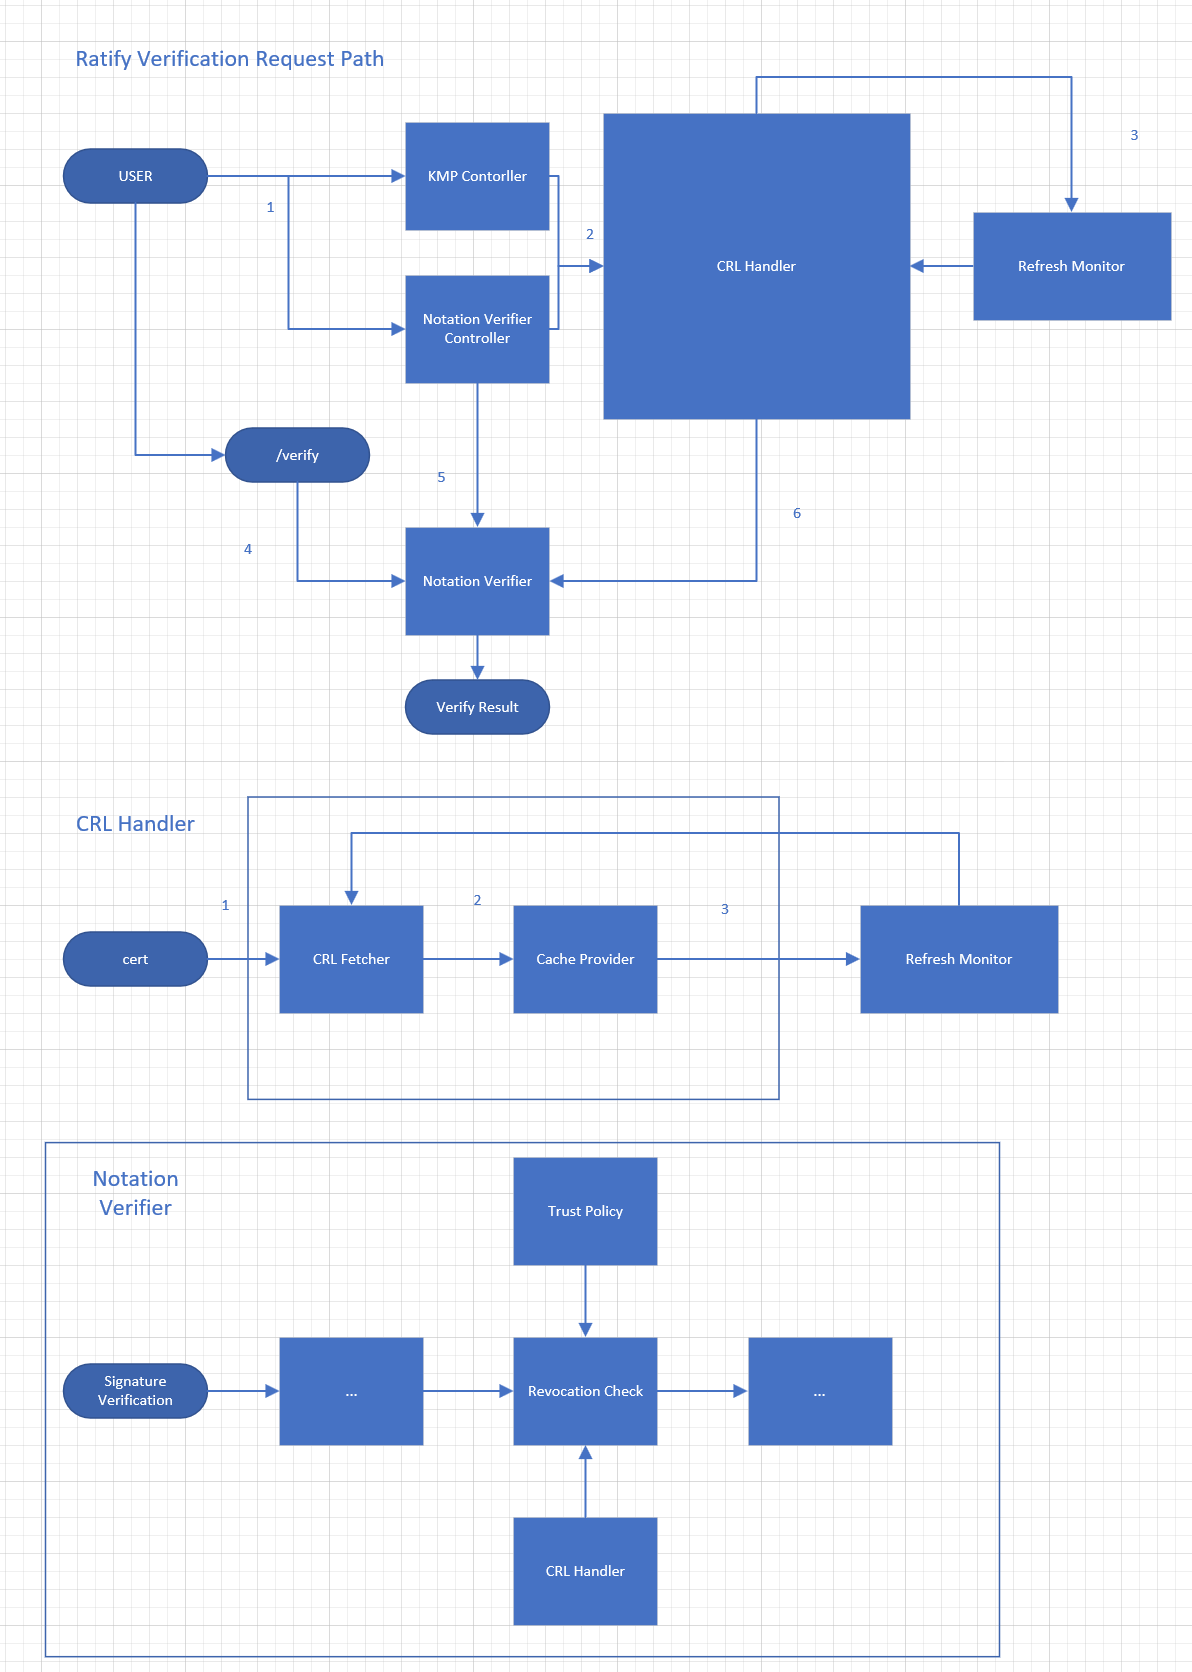 Ratify Verification Request Path
3
USER
KMP Contorller
1
2
CRL Handler
Refresh Monitor
Notation Verifier
Controller
/verify
5
6
4
Notation Verifier
Verify Result
CRL Handler
1
2
3
cert
CRL Fetcher
Cache Provider
Refresh Monitor
Notation
Verifier
Trust Policy
Signature
Verification
...
Revocation Check
...
CRL Handler